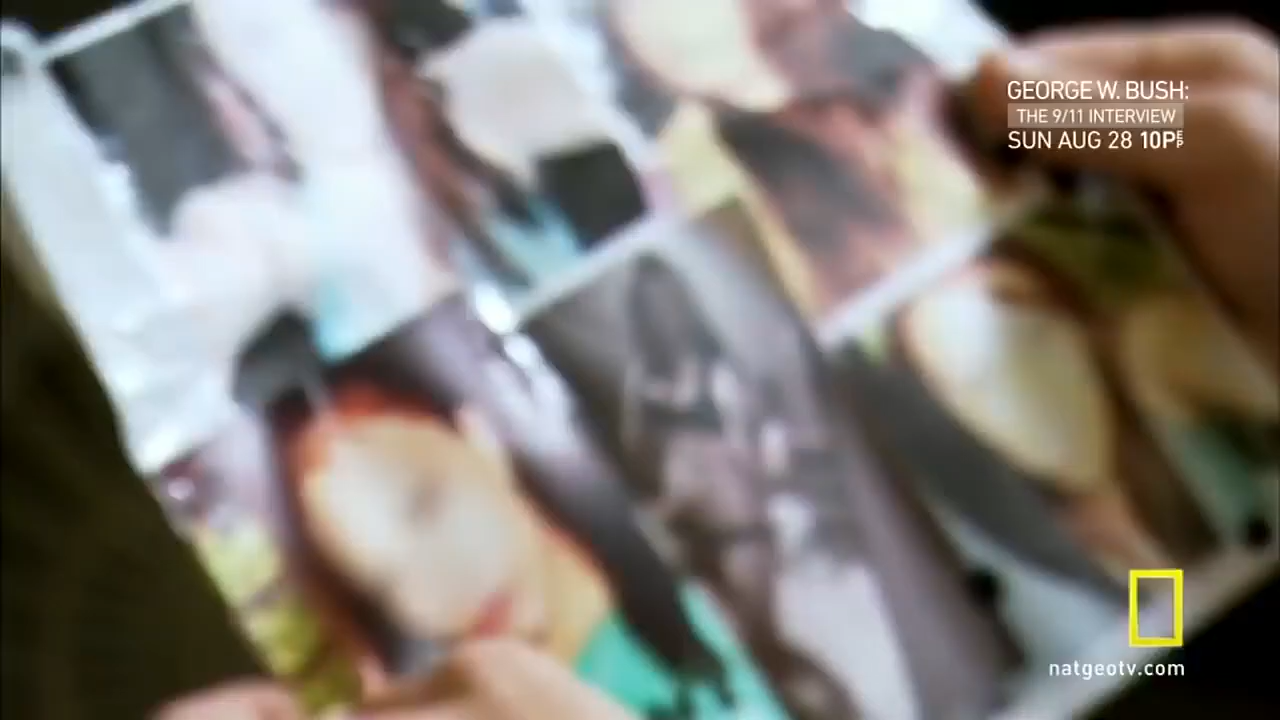 GEORGE W. BUSH:
THE 9/11 INTERVIEW
SUN AUG 28 10P
natgeotv.com